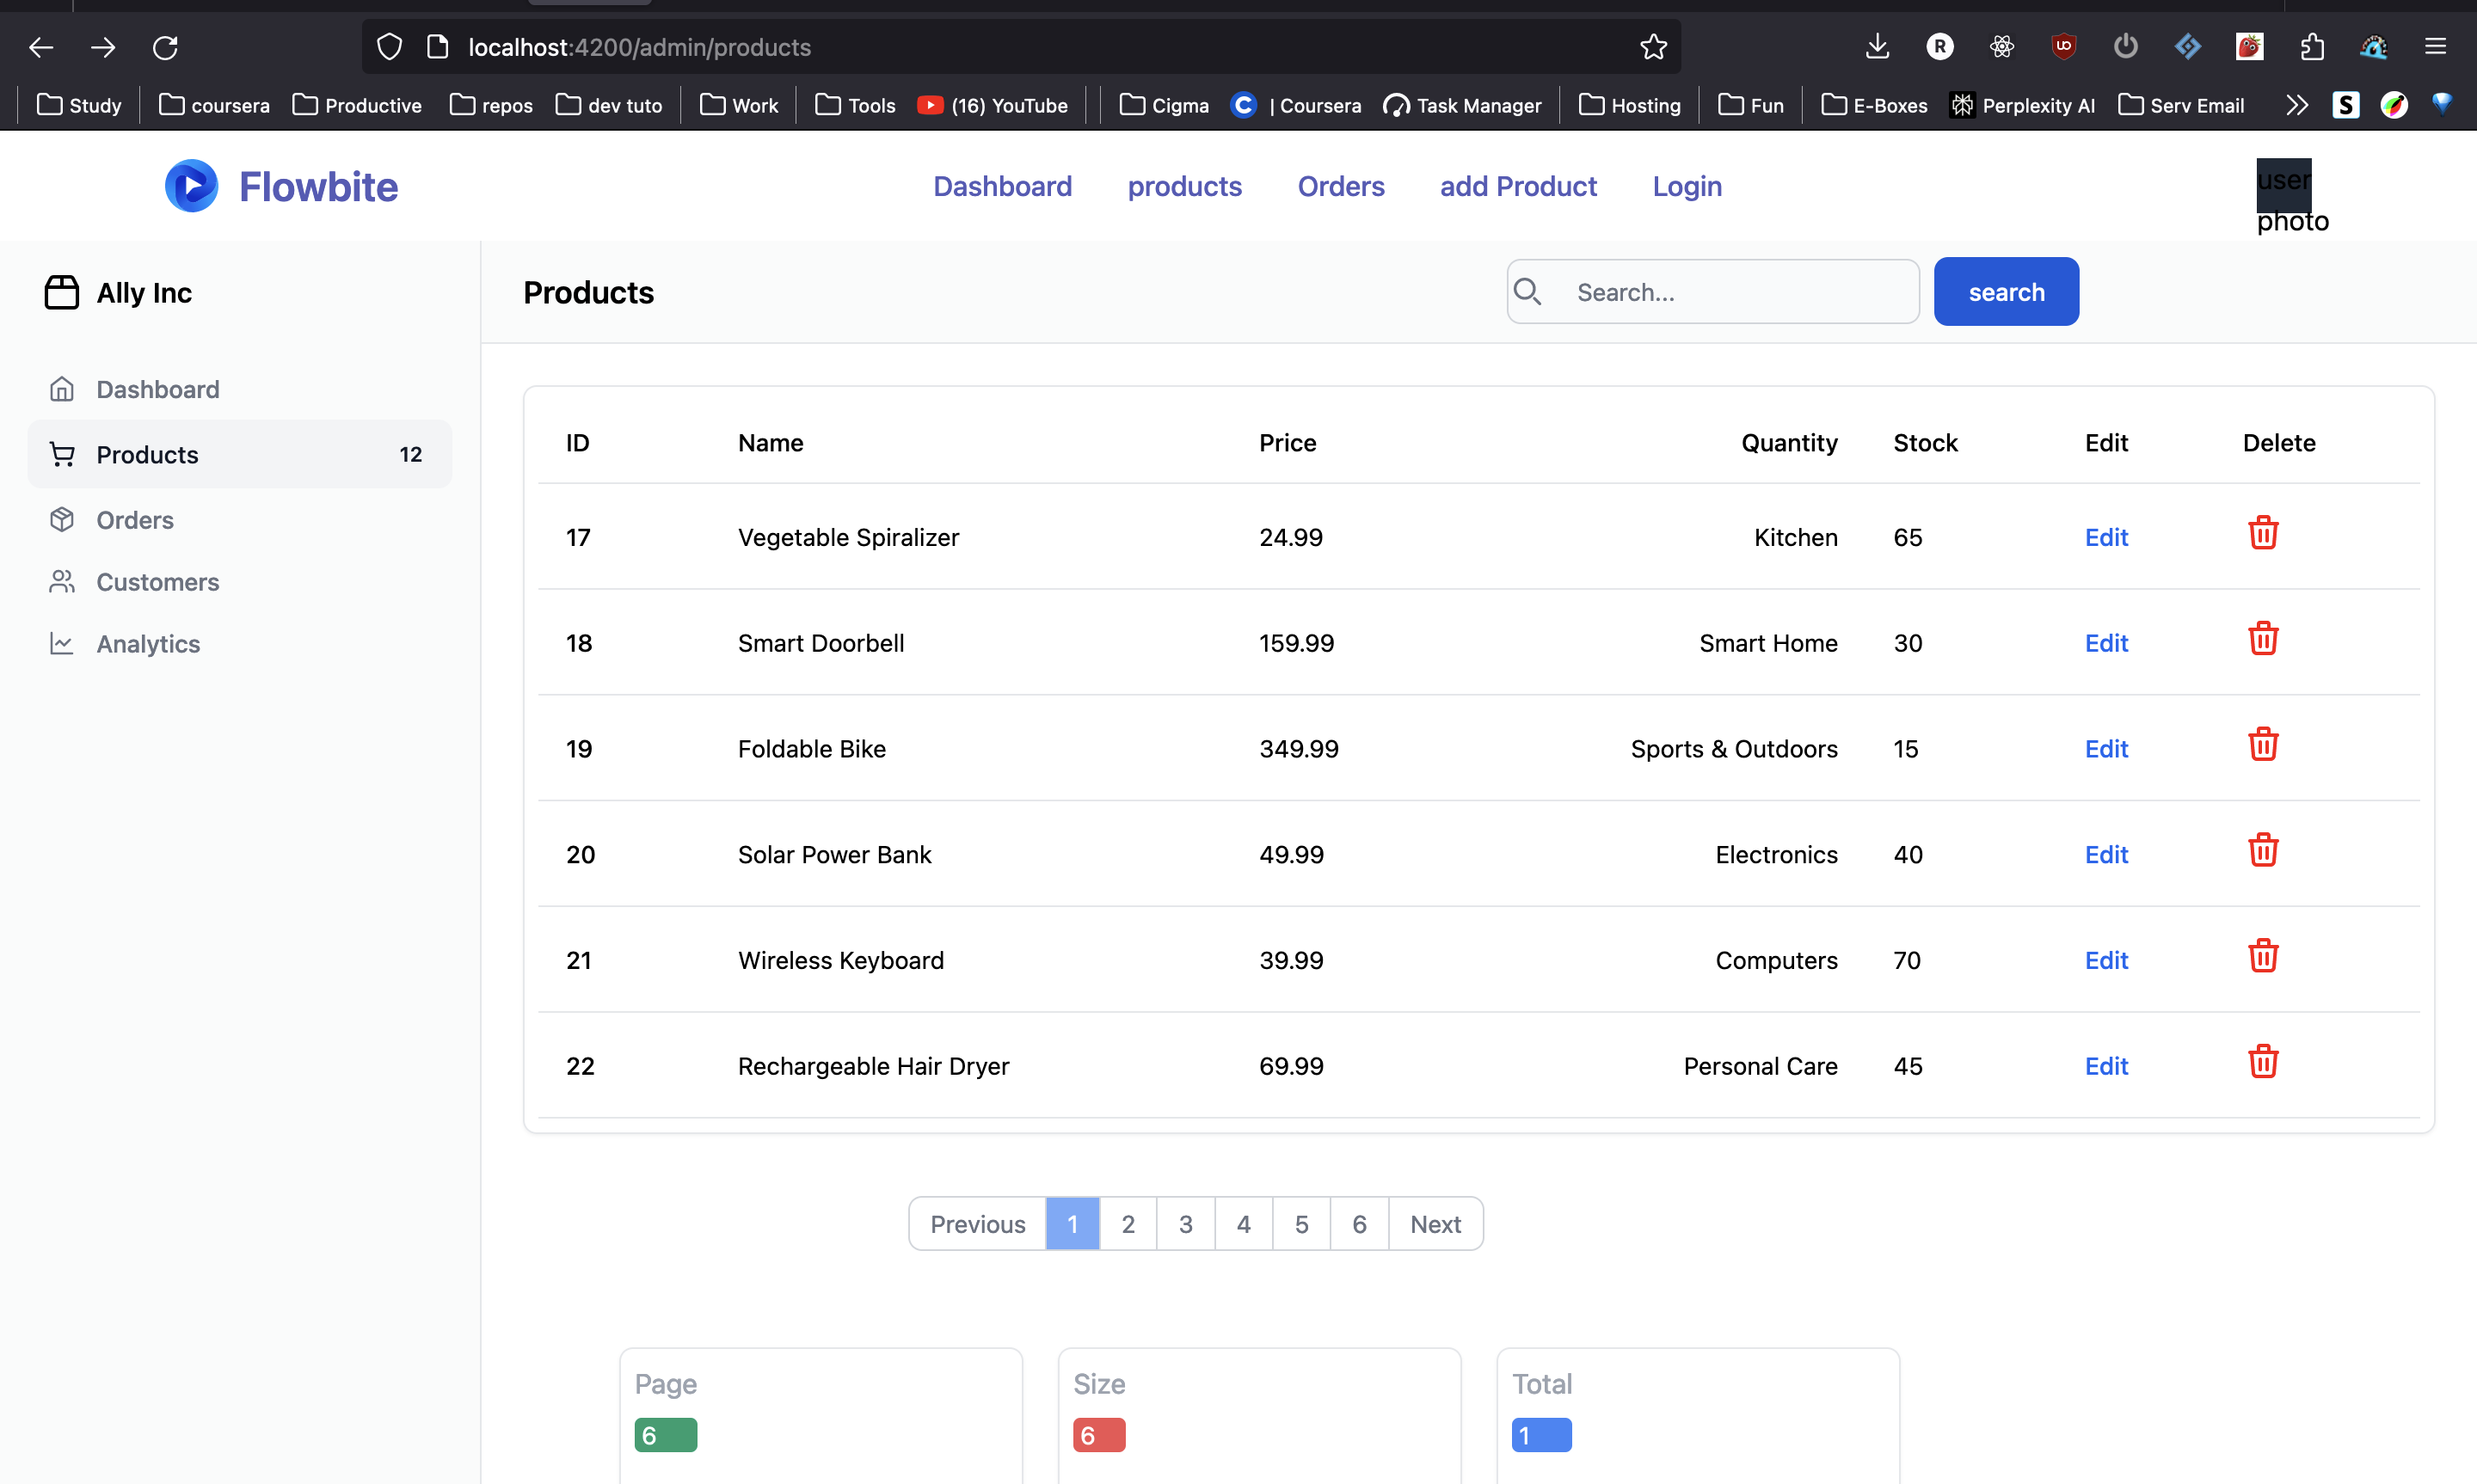 localhost:4200/admin/products
Study coursera Productive repos dev tuto Work Tools (16) YouTube Cigma | Coursera Task Manager Hosting Fun E-Boxes Perplexity AI Serv Email
Flowbite Dashboard products Orders add Product Login user
photo
Ally Inc Products Search... search
Dashboard
Products 12
Orders
Customers
Analytics
ID Name Price Quantity Stock Edit Delete
17 Vegetable Spiralizer 24.99 Kitchen 65 Edit
18 Smart Doorbell 159.99 Smart Home 30 Edit
19 Foldable Bike 349.99 Sports & Outdoors 15 Edit
20 Solar Power Bank 49.99 Electronics 40 Edit
21 Wireless Keyboard 39.99 Computers 70 Edit
22 Rechargeable Hair Dryer 69.99 Personal Care 45 Edit
Previous 1 2 3 4 5 6 Next
Page Size Total
6 6 1